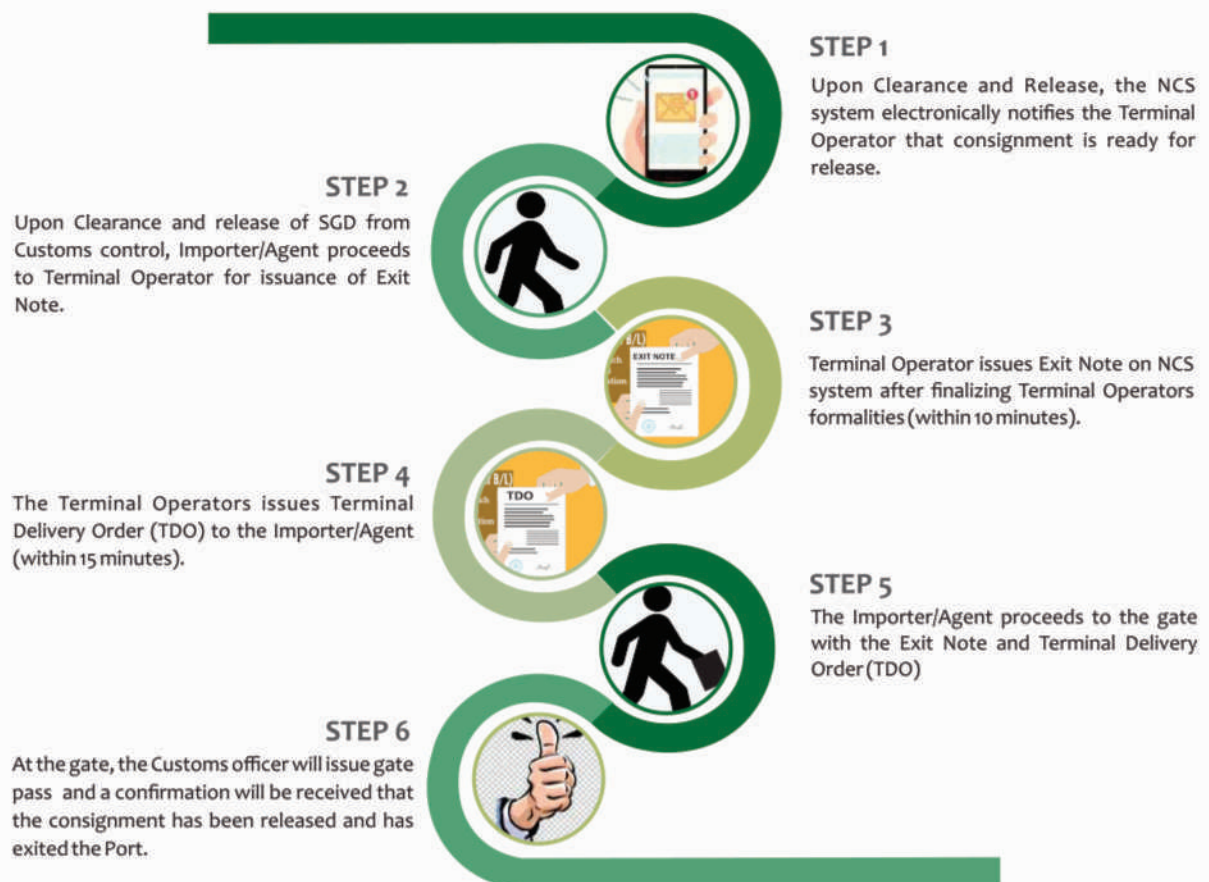 STEP 1
Upon Clearance and Release, the NCS
system electronically notifies the Terminal
Operator that consignment is ready for
release.
STEP 2
Upon Clearance and release of SGD from
Customs control, Importer/Agent proceeds
to Terminal Operator for issuance of Exit
Note.
STEP 3
Terminal Operator issues Exit Note on NCS
system after finalizing Terminal Operators
formalities (within 10 minutes).
B/L)
EXIT NOTE
STEP 4
The Terminal Operators issues Terminal
Delivery Order (TDO) to the Importer/Agent
(within 15 minutes).
B/L)
TDO
STEP 5
The Importer/Agent proceeds to the gate
with the Exit Note and Terminal Delivery
Order (TDO)
STEP 6
At the gate, the Customs officer will issue gate
pass and a confirmation will be received that
the consignment has been released and has
exited the Port.